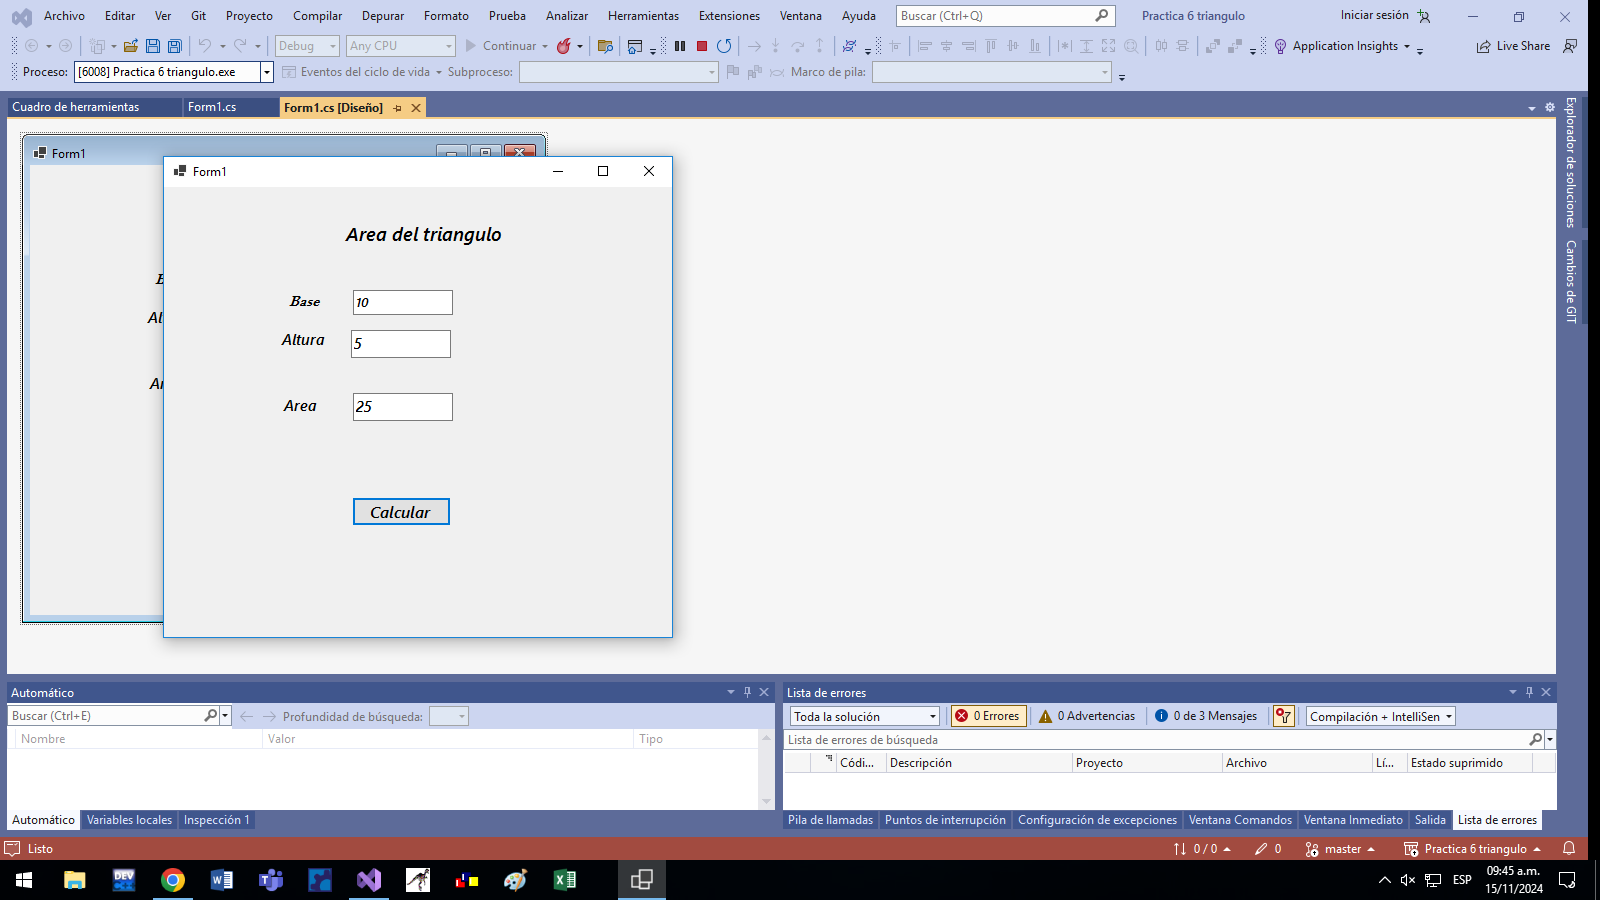 Archivo Editar Ver Git Proyecto Compilar Depurar Formato Prueba Analizar Herramientas Extensiones Ventana Ayuda Buscar (Ctrl+Q) Practica 6 triangulo Iniciar sesión
Debug Any CPU Continuar Application Insights Live Share
Proceso: [6008] Practica 6 triangulo.exe Eventos del ciclo de vida Subproceso: Marco de pila:
Cuadro de herramientas Form1.cs Form1.cs [Diseño]
Explorador de soluciones
Cambios de GIT
Form1
Form1
Area del triangulo
Base 10
Altura 5
Area 25
Calcular
Automático
Buscar (Ctrl+E) Profundidad de búsqueda:
Nombre Valor Tipo
Automático Variables locales Inspección 1
Lista de errores
Toda la solución 0 Errores 0 Advertencias 0 de 3 Mensajes Compilación + IntelliSen
Lista de errores de búsqueda
Códi... Descripción Proyecto Archivo Lí... Estado suprimido
Pila de llamadas Puntos de interrupción Configuración de excepciones Ventana Comandos Ventana Inmediato Salida Lista de errores
Listo 0 / 0 0 master Practica 6 triangulo
DEV
ESP 09:45 a.m.
15/11/2024